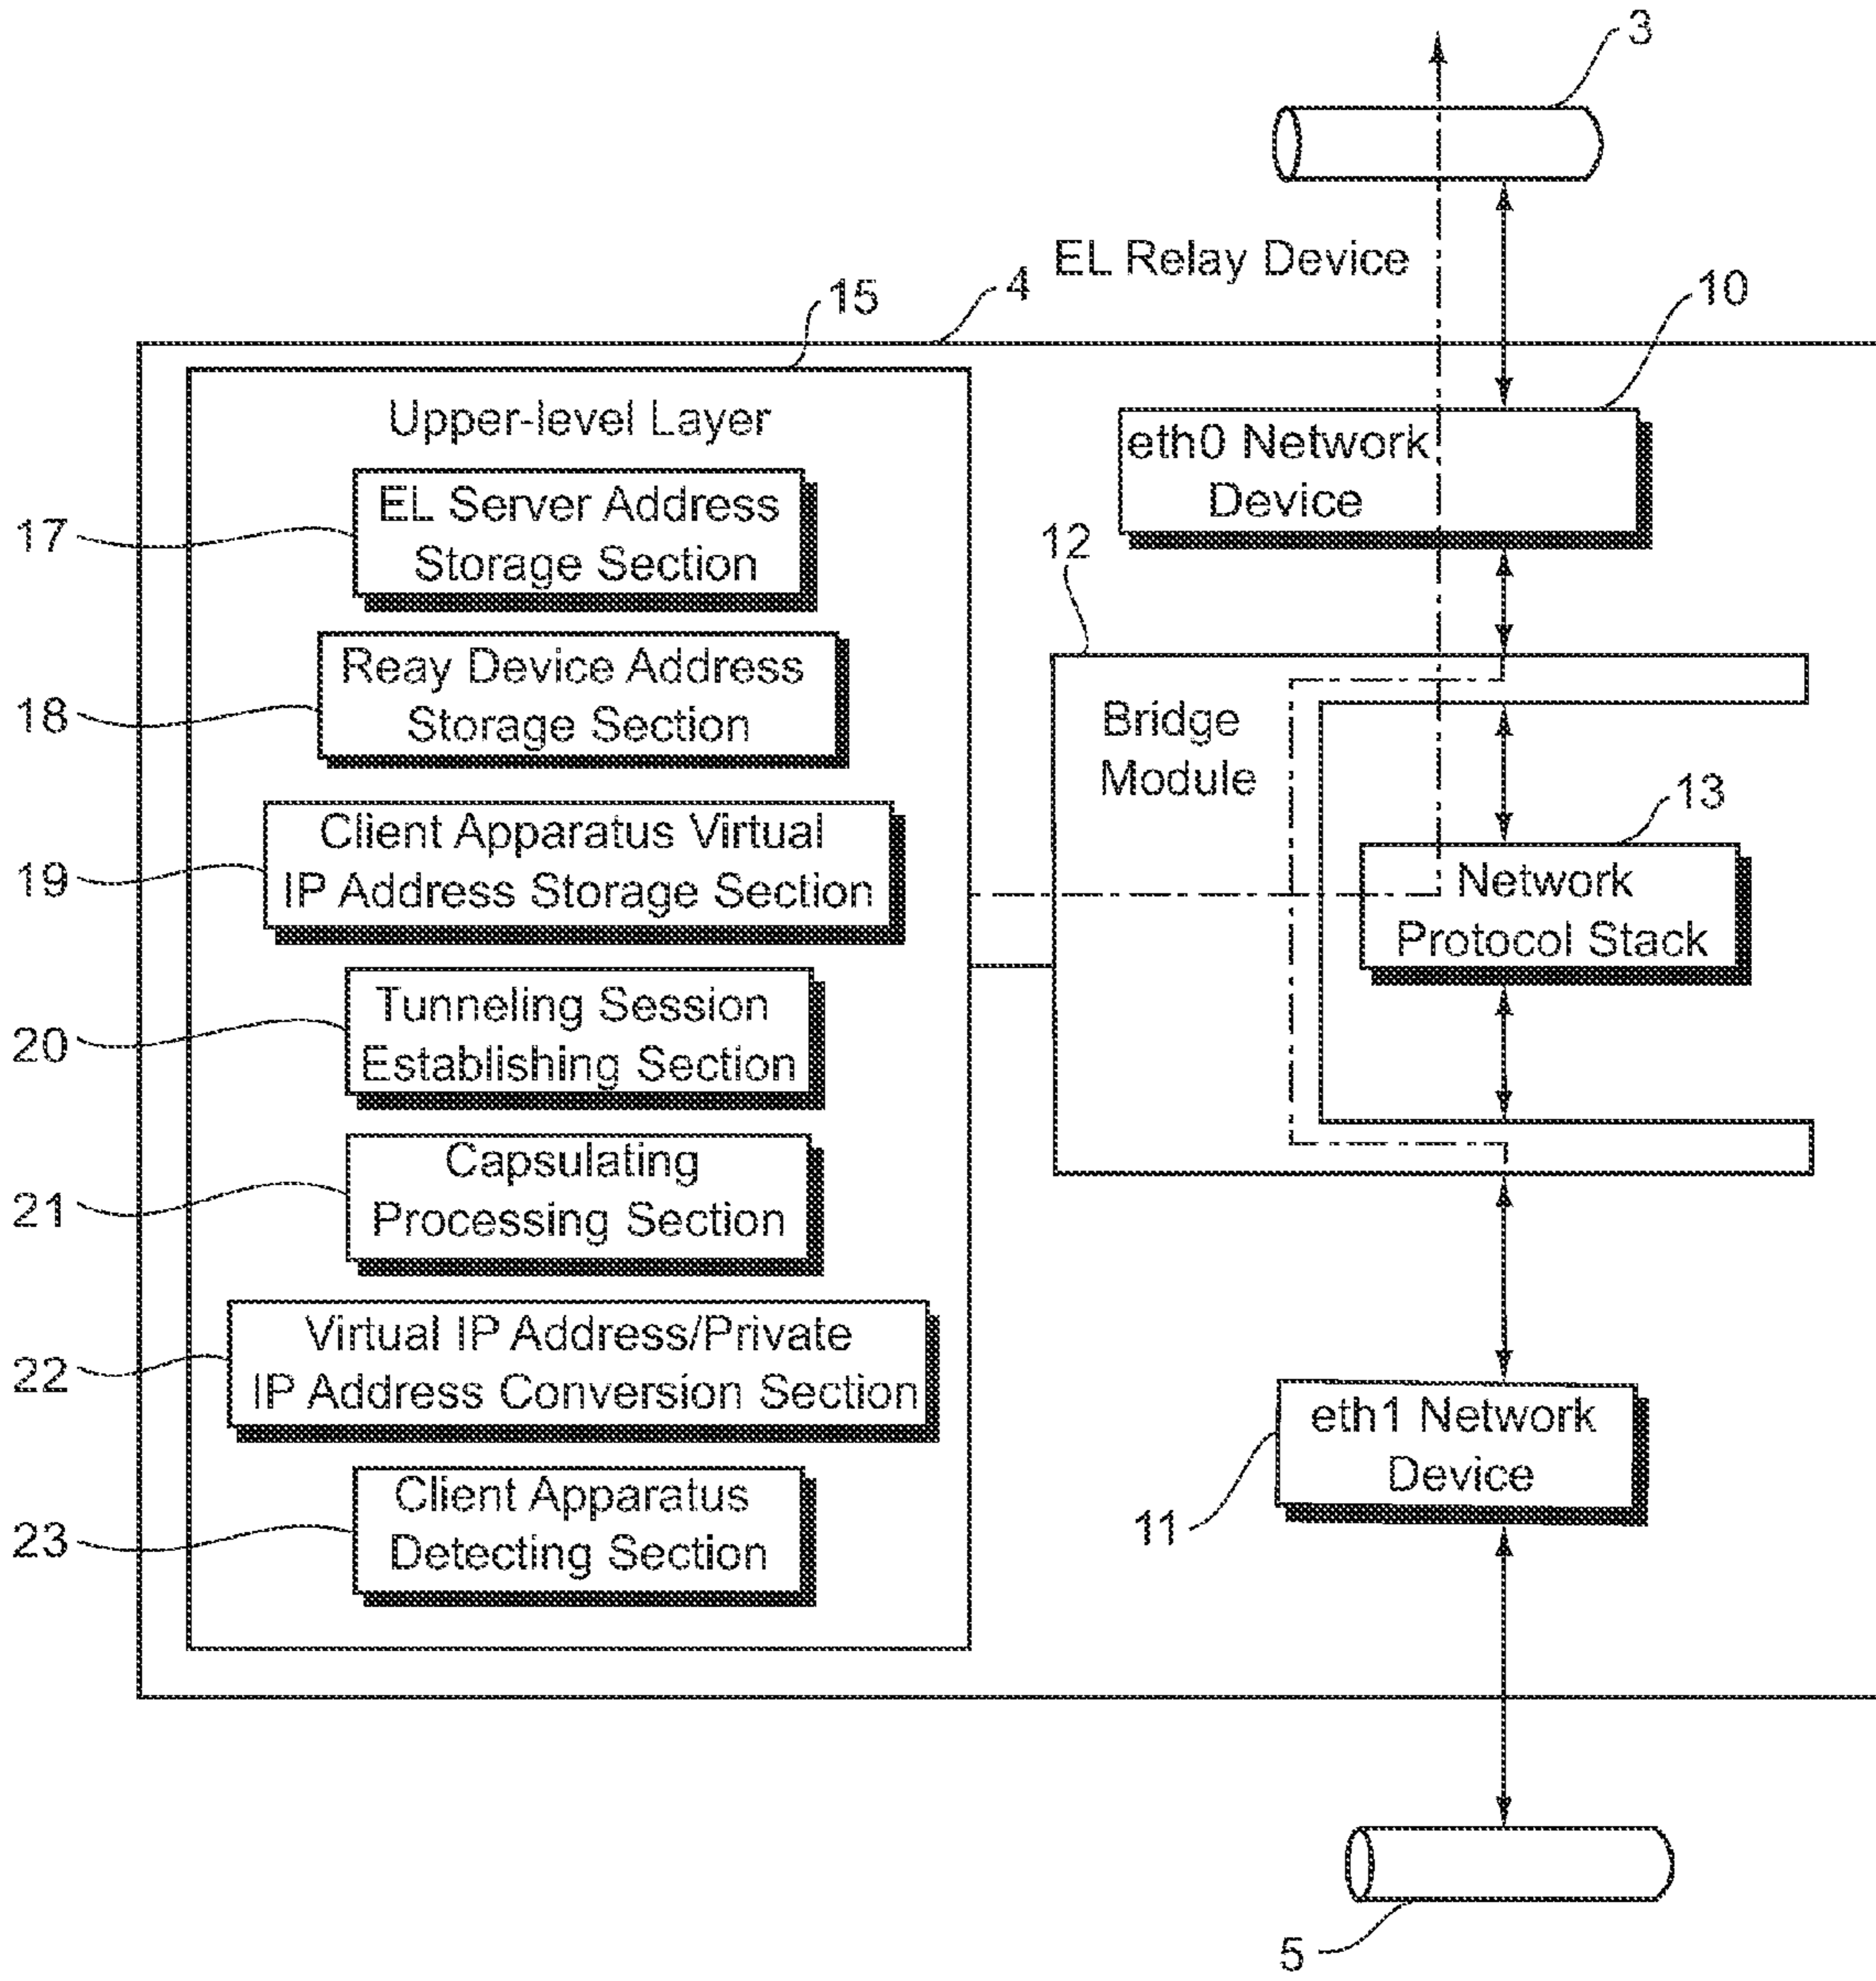 3
EL Relay Device
4
15
10
Upper-level Layer
eth0 Network
Device
17
EL Server Address
Storage Section
12
18
Reay Device Address
Storage Section
Bridge
Module
13
19
Client Apparatus Virtual
IP Address Storage Section
Network
Protocol Stack
20
Tunneling Session
Establishing Section
21
Capsulating
Processing Section
22
Virtual IP Address/Private
IP Address Conversion Section
eth1 Network
Device
11
23
Client Apparatus
Detecting Section
5